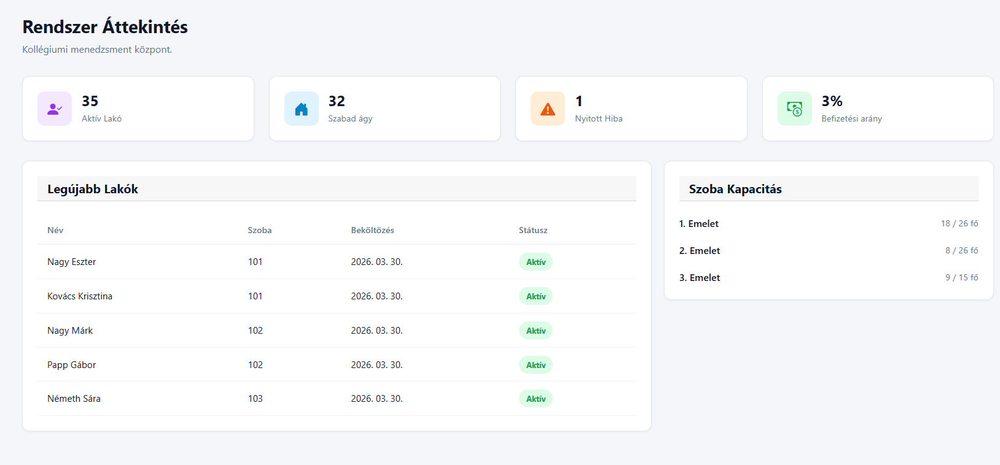 Rendszer Áttekintés
Kollégiumi menedzsment központ.
35
Aktív Lakó
32
Szabad ágy
1
Nyitott Hiba
3%
Befizetési arány
Legújabb Lakók
Név Szoba Beköltözés Státusz
Nagy Eszter 101 2026. 03. 30. Aktív
Kovács Krisztina 101 2026. 03. 30. Aktív
Nagy Márk 102 2026. 03. 30. Aktív
Papp Gábor 102 2026. 03. 30. Aktív
Németh Sára 103 2026. 03. 30. Aktív
Szoba Kapacitás
1. Emelet 18 / 26 fó
2. Emelet 8 / 26 fó
3. Emelet 9 / 15 fó